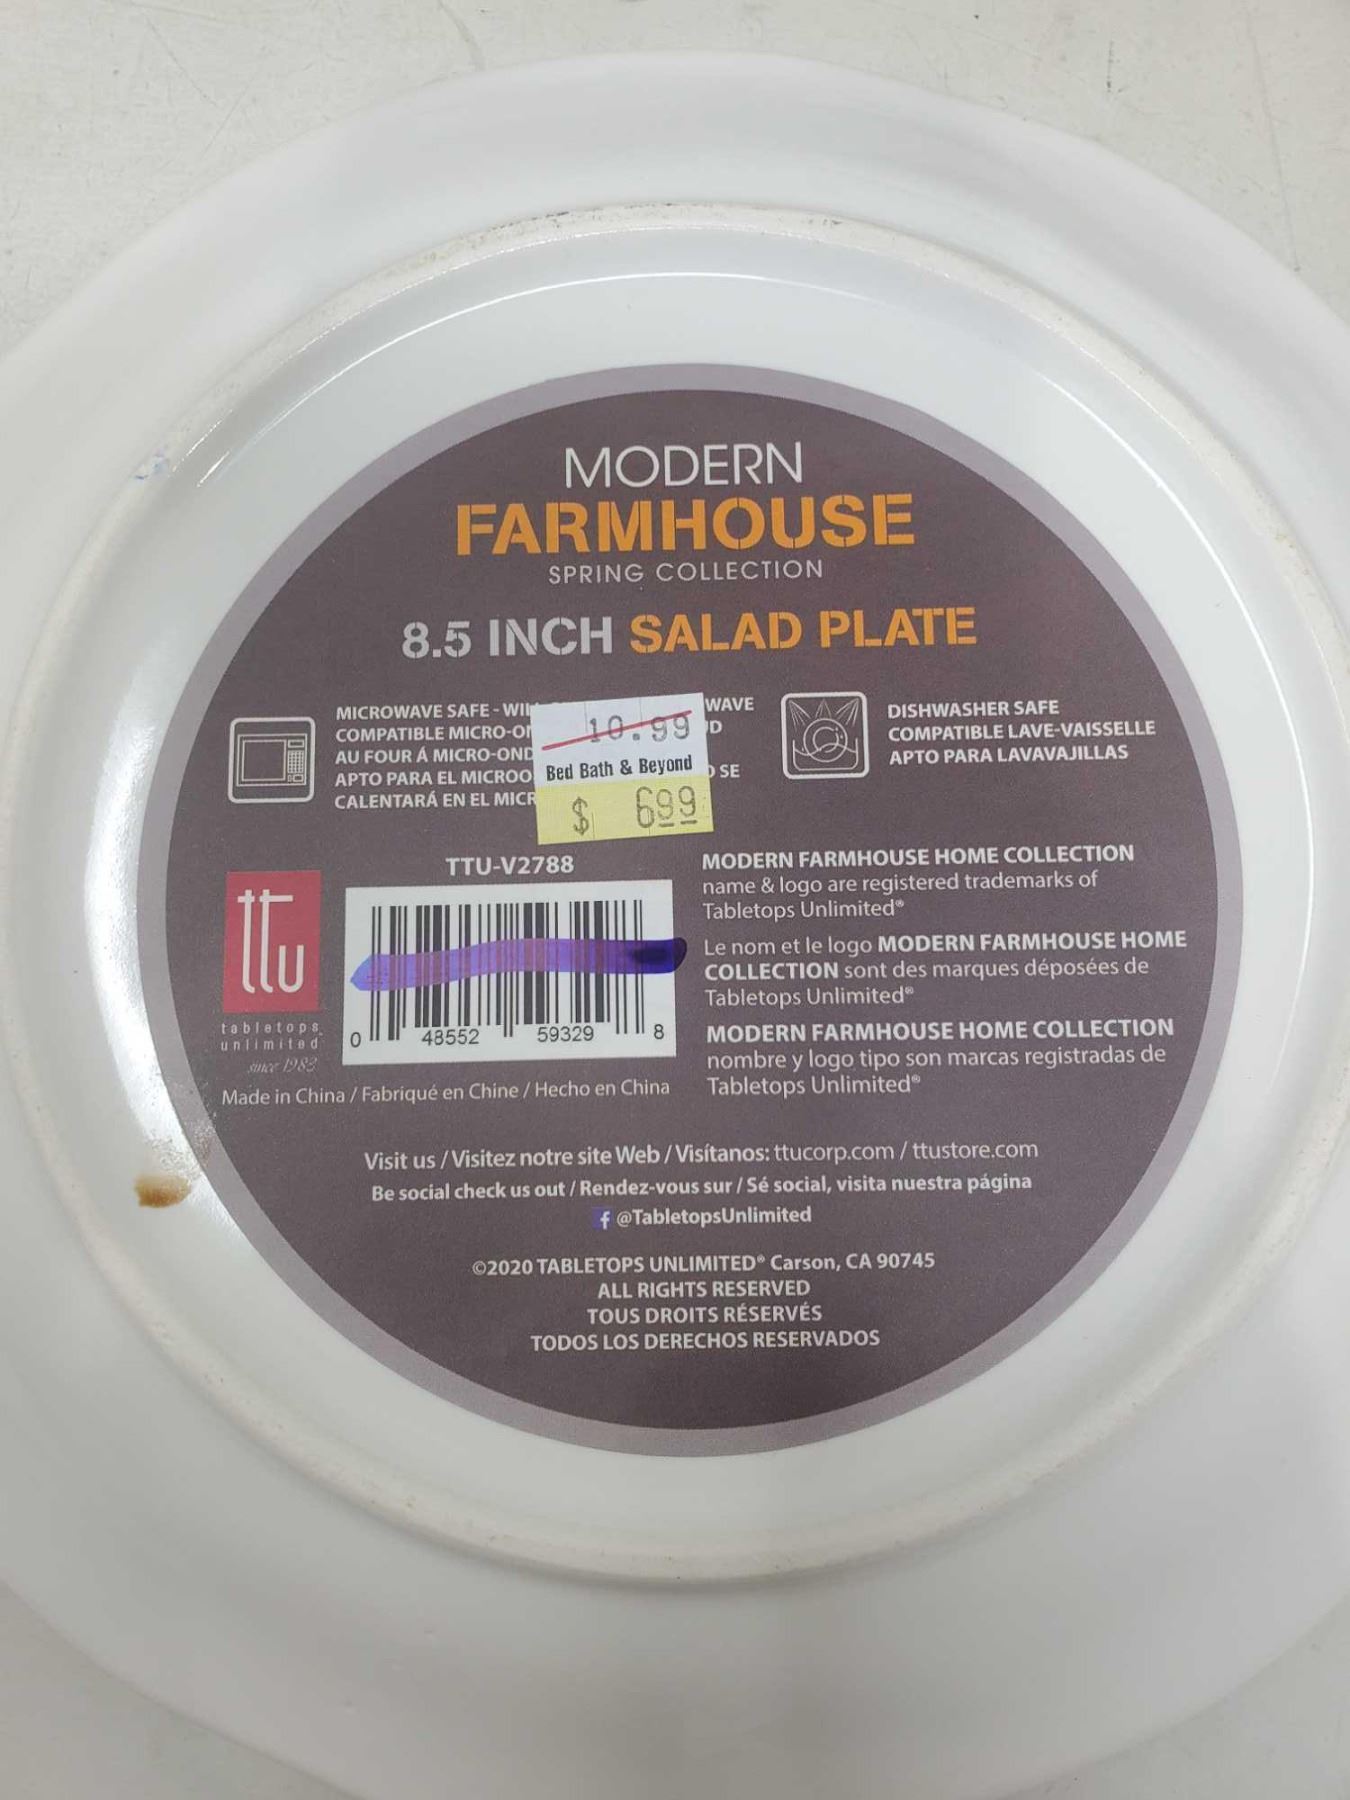 MODERN
FARMHOUSE
SPRING COLLECTION
8.5 INCH SALAD PLATE
MICROWAVE SAFE - WAVE
COMPATIBLE
AU FOUR Á
APTO PARA EL SE
CALENTARÁ EN EL
10.99
Bed Bath & Beyond
$ 6.99
DISHWASHER SAFE
COMPATIBLE LAVE-VAISSELLE
APTO PARA LAVAVAJILLAS
TTU-V2788
0 48552 59329 8
ttu
tabletops
unlimited
since 1983
Made in China / Fabriqué en Chine / Hecho en China
MODERN FARMHOUSE HOME COLLECTION
name & logo are registered trademarks of
Tabletops Unlimited®
Le nom et le logo MODERN FARMHOUSE HOME
COLLECTION sont des marques déposées de
Tabletops Unlimited®
MODERN FARMHOUSE HOME COLLECTION
nombre y logo tipo son marcas registradas de
Tabletops Unlimited®
Visit us / Visitez notre site Web / Visítanos: ttucorp.com / ttustore.com
Be social check us out / Rendez-vous sur / Sé social, visita nuestra página
f @TabletopsUnlimited
©2020 TABLETOPS UNLIMITED® Carson, CA 90745
ALL RIGHTS RESERVED
TOUS DROITS RÉSERVÉS
TODOS LOS DERECHOS RESERVADOS